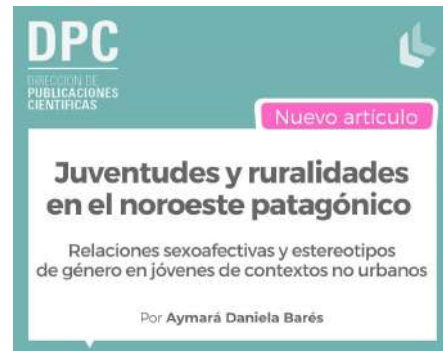 DPC
DIRECCIÓN DE
PUBLICACIONES
CIENTÍFICAS
Nuevo artículo
Juventudes y ruralidades
en el noroeste patagónico
Relaciones sexoafectivas y estereotipos
de género en jóvenes de contextos no urbanos
Por Aymará Daniela Barés